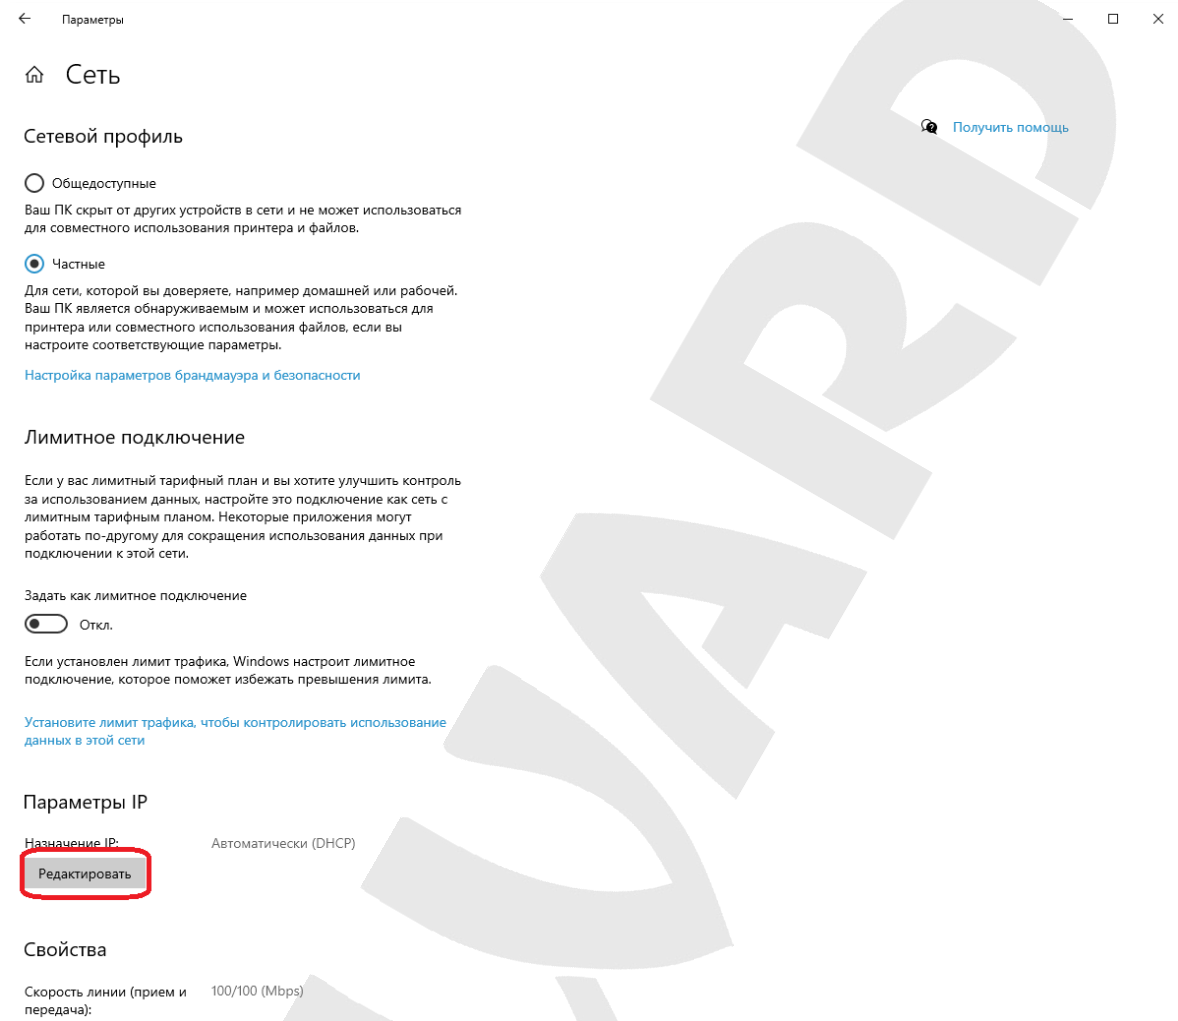 Параметры
Сеть
Сетевой профиль
Получить помощь
Общедоступные
Ваш ПК скрыт от других устройств в сети и не может использоваться
для совместного использования принтера и файлов.
Частные
Для сети, которой вы доверяете, например домашней или рабочей.
Ваш ПК является обнаруживаемым и может использоваться для
принтера или совместного использования файлов, если вы
настроите соответствующие параметры.
Настройка параметров брандмауэра и безопасности
Лимитное подключение
Если у вас лимитный тарифный план и вы хотите улучшить контроль
за использованием данных, настройте это подключение как сеть с
лимитным тарифным планом. Некоторые приложения могут
работать по-другому для сокращения использования данных при
подключении к этой сети.
Задать как лимитное подключение
Откл.
Если установлен лимит трафика, Windows настроит лимитное
подключение, которое поможет избежать превышения лимита.
Установите лимит трафика, чтобы контролировать использование
данных в этой сети
Параметры IP
Назначение IP: Автоматически (DHCP)
Редактировать
Свойства
Скорость линии (прием и 100/100 (Mbps)
передача):